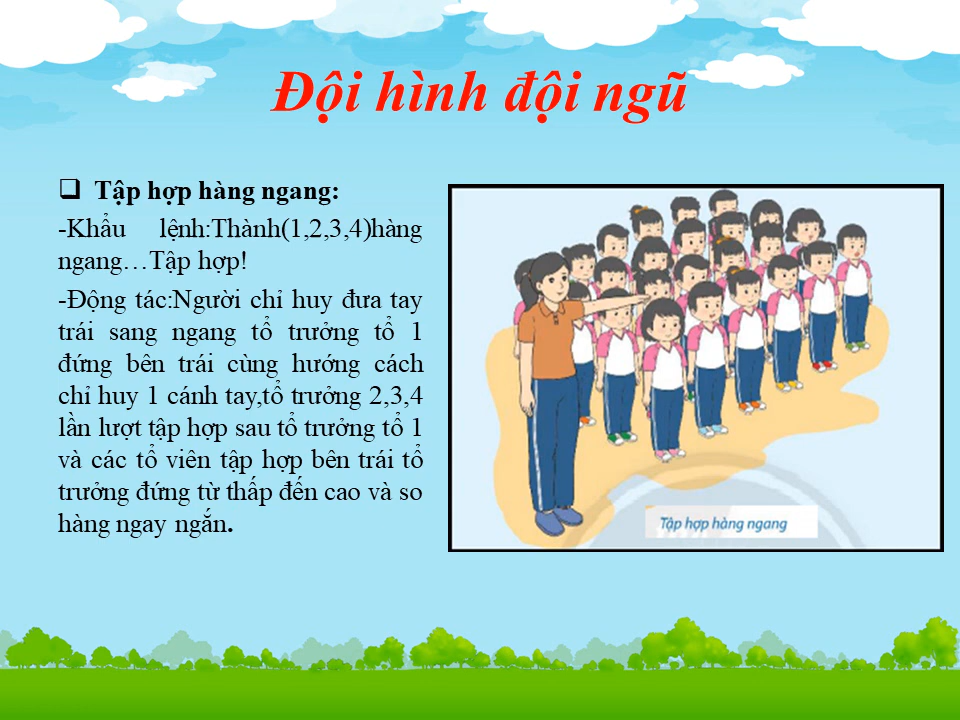 Đội hình đội ngũ
Tập hợp hàng ngang:
-Khẩu lệnh:Thành(1,2,3,4)hàng
ngang…Tập hợp!
-Động tác:Người chỉ huy đưa tay
trái sang ngang tổ trưởng tổ 1
đứng bên trái cùng hướng cách
chỉ huy 1 cánh tay,tổ trưởng 2,3,4
lần lượt tập hợp sau tổ trưởng tổ 1
và các tổ viên tập hợp bên trái tổ
trưởng đứng từ thấp đến cao và so
hàng ngay ngắn.
Tập hợp hàng ngang